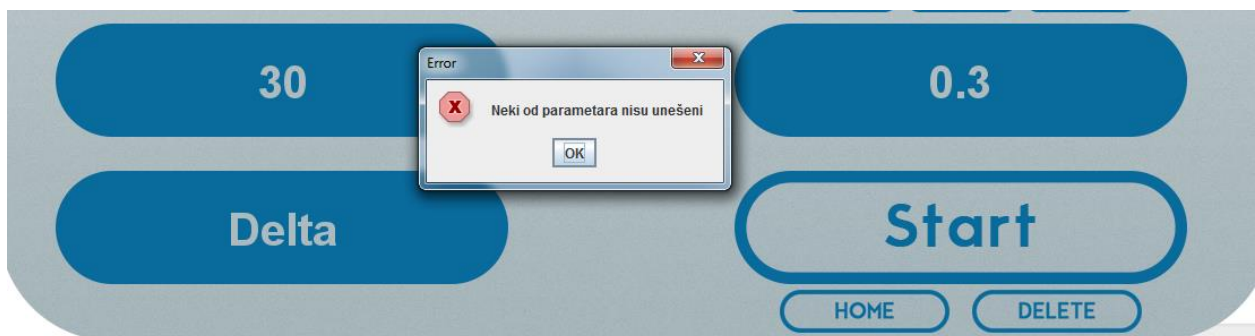 30
Error
X
Neki od parametara nisu unešeni
OK
0.3
Delta
Start
HOME
DELETE